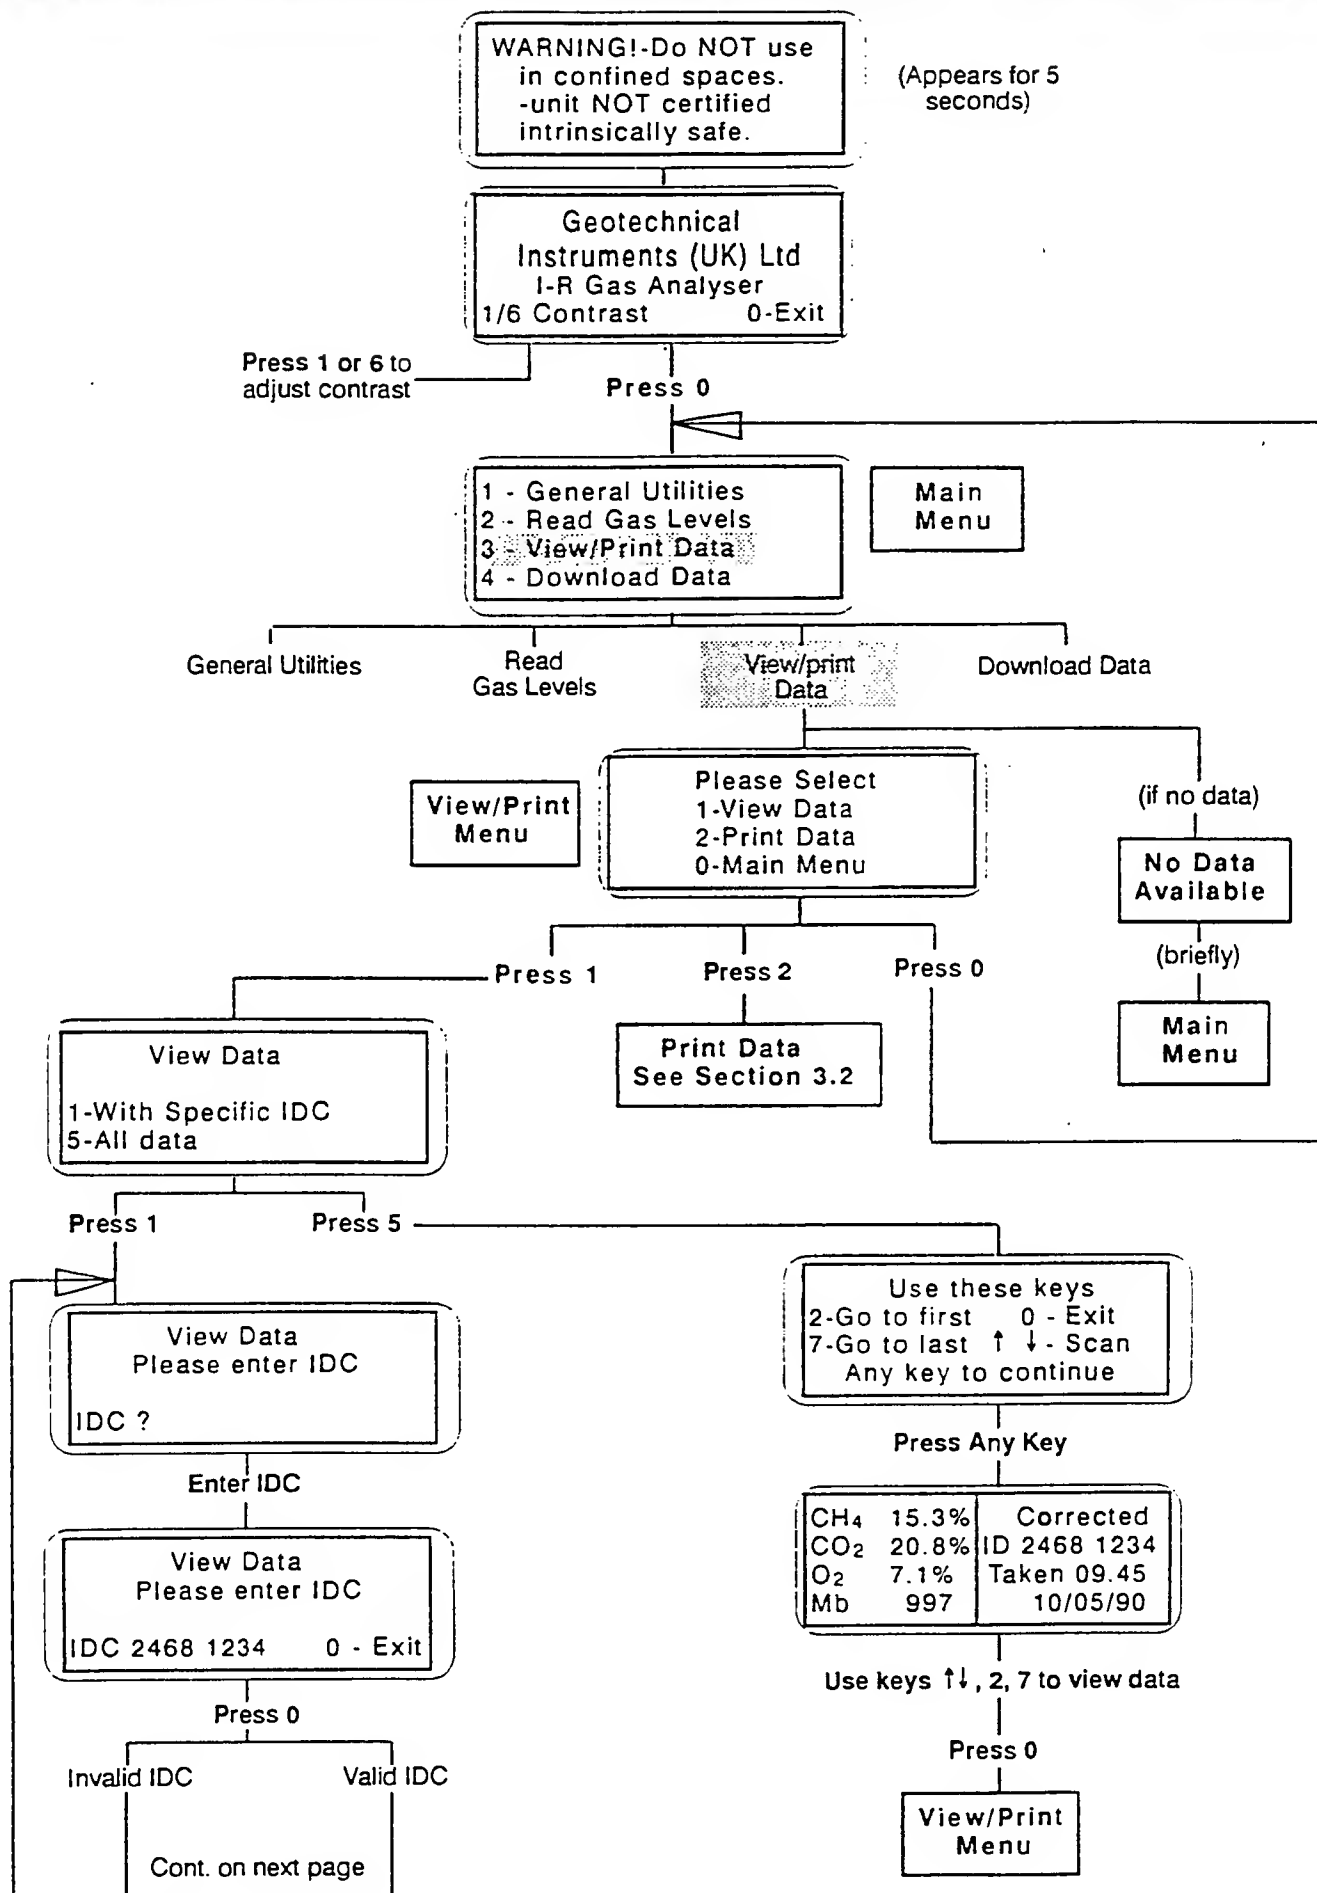 WARNING!-Do NOT use
in confined spaces.
-unit NOT certified
intrinsically safe.
(Appears for 5
seconds)
Geotechnical
Instruments (UK) Ltd
I-R Gas Analyser
1/6 Contrast 0-Exit
Press 1 or 6 to
adjust contrast
Press 0
1 - General Utilities
2 - Read Gas Levels
3 - View/Print Data
4 - Download Data
Main
Menu
General Utilities
Read
Gas Levels
View/print
Data
Download Data
View/Print
Menu
Please Select
1-View Data
2-Print Data
0-Main Menu
(if no data)
No Data
Available
(briefly)
Main
Menu
Press 1
Press 2
Press 0
Print Data
See Section 3.2
View Data
1-With Specific IDC
5-All data
Press 1
Press 5
View Data
Please enter IDC
IDC ?
Enter IDC
View Data
Please enter IDC
IDC 2468 1234 0 - Exit
Press 0
Invalid IDC
Valid IDC
Cont. on next page
Use these keys
2-Go to first 0 - Exit
7-Go to last ↑ ↓ - Scan
Any key to continue
Press Any Key
CH4 15.3% Corrected
CO2 20.8% ID 2468 1234
O2 7.1% Taken 09.45
Mb 997 10/05/90
Use keys ↑↓, 2, 7 to view data
Press 0
View/Print
Menu